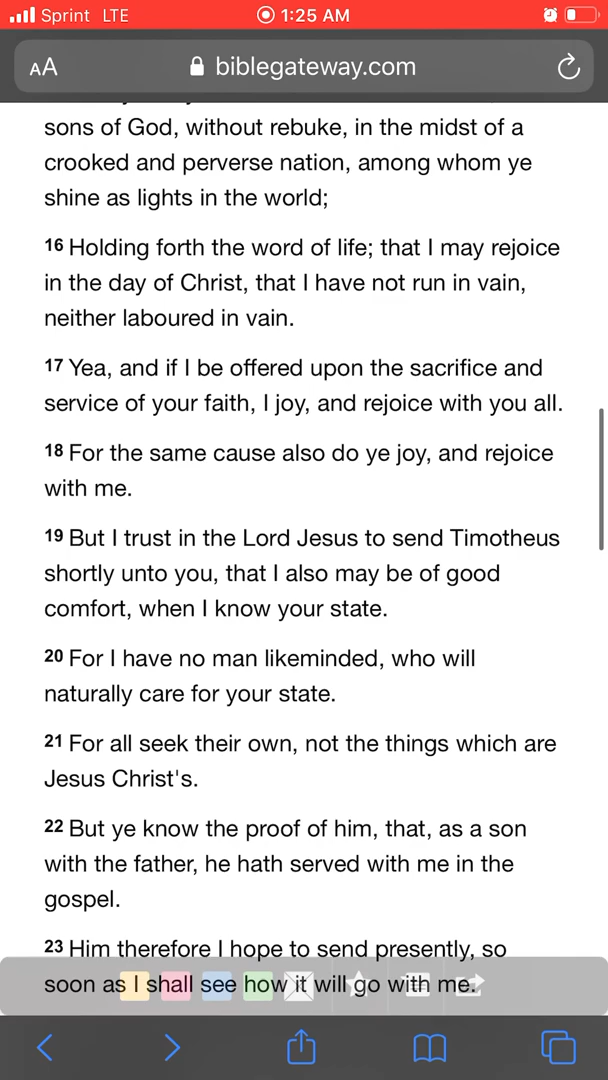 Sprint LTE 1:25 AM
AA biblegateway.com
sons of God, without rebuke, in the midst of a
crooked and perverse nation, among whom ye
shine as lights in the world;
16 Holding forth the word of life; that I may rejoice
in the day of Christ, that I have not run in vain,
neither laboured in vain.
17 Yea, and if I be offered upon the sacrifice and
service of your faith, I joy, and rejoice with you all.
18 For the same cause also do ye joy, and rejoice
with me.
19 But I trust in the Lord Jesus to send Timotheus
shortly unto you, that I also may be of good
comfort, when I know your state.
20 For I have no man likeminded, who will
naturally care for your state.
21 For all seek their own, not the things which are
Jesus Christ's.
22 But ye know the proof of him, that, as a son
with the father, he hath served with me in the
gospel.
23 Him therefore I hope to send presently, so
soon as I shall see how it will go with me.